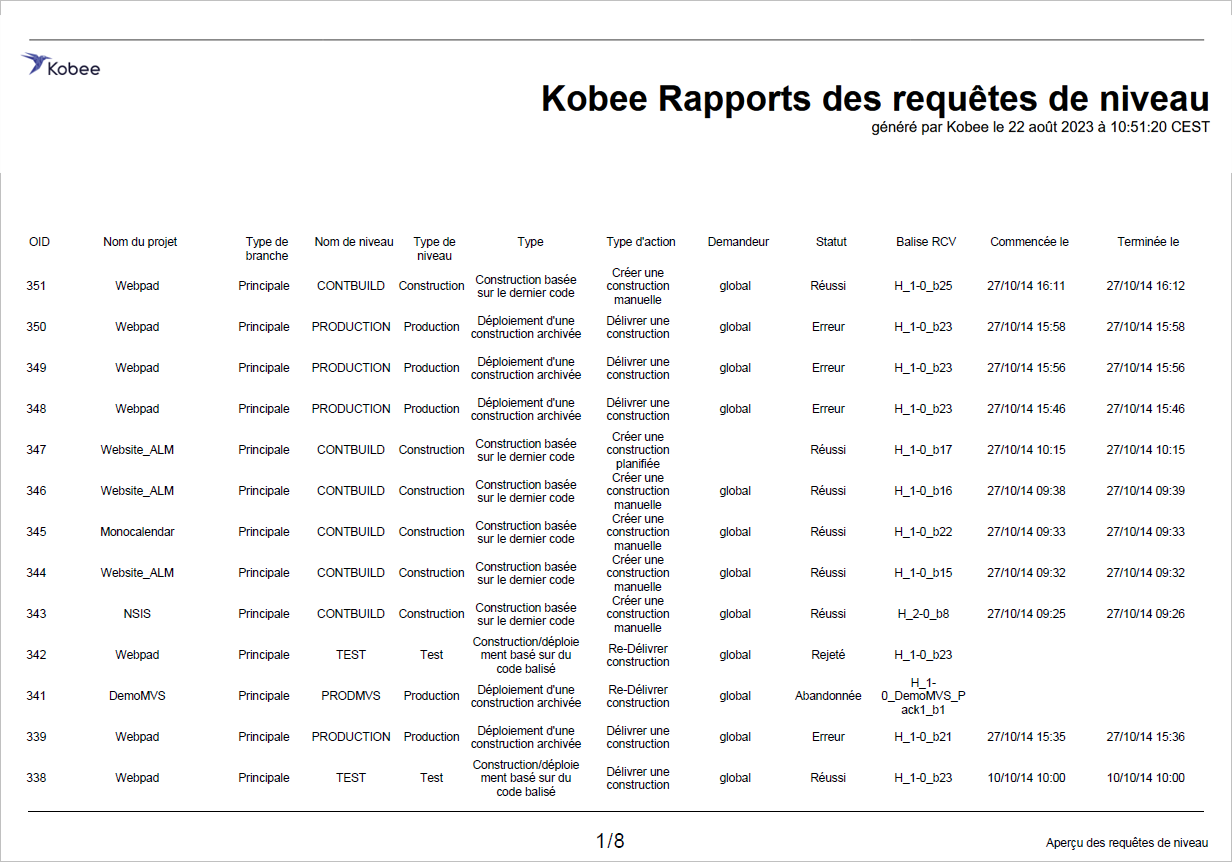 Kobee
Kobee Rapports des requêtes de niveau
généré par Kobee le 22 août 2023 à 10:51:20 CEST
OID Nom du projet Type de branche Nom de niveau Type de niveau Type Type d'action Demandeur Statut Balise RCV Commencée le Terminée le
351 Webpad Principale CONTBUILD Construction Construction basée sur le dernier code Créer une construction manuelle global Réussi H_1-0_b25 27/10/14 16:11 27/10/14 16:12
350 Webpad Principale PRODUCTION Production Déploiement d'une construction archivée Délivrer une construction global Erreur H_1-0_b23 27/10/14 15:58 27/10/14 15:58
349 Webpad Principale PRODUCTION Production Déploiement d'une construction archivée Délivrer une construction global Erreur H_1-0_b23 27/10/14 15:56 27/10/14 15:56
348 Webpad Principale PRODUCTION Production Déploiement d'une construction archivée Délivrer une construction global Erreur H_1-0_b23 27/10/14 15:46 27/10/14 15:46
347 Website_ALM Principale CONTBUILD Construction Construction basée sur le dernier code Créer une construction planifiée Réussi H_1-0_b17 27/10/14 10:15 27/10/14 10:15
346 Website_ALM Principale CONTBUILD Construction Construction basée sur le dernier code Créer une construction manuelle global Réussi H_1-0_b16 27/10/14 09:38 27/10/14 09:39
345 Monocalendar Principale CONTBUILD Construction Construction basée sur le dernier code Créer une construction manuelle global Réussi H_1-0_b22 27/10/14 09:33 27/10/14 09:33
344 Website_ALM Principale CONTBUILD Construction Construction basée sur le dernier code Créer une construction manuelle global Réussi H_1-0_b15 27/10/14 09:32 27/10/14 09:32
343 NSIS Principale CONTBUILD Construction Construction basée sur le dernier code Créer une construction manuelle global Réussi H_2-0_b8 27/10/14 09:25 27/10/14 09:26
342 Webpad Principale TEST Test Construction/déploie ment basé sur du code balisé Re-Délivrer construction global Rejeté H_1-0_b23
341 DemoMVS Principale PRODMVS Production Déploiement d'une construction archivée Re-Délivrer construction global Abandonnée H_1-0_DemoMVS_P ack1_b1
339 Webpad Principale PRODUCTION Production Déploiement d'une construction archivée Délivrer une construction global Erreur H_1-0_b21 27/10/14 15:35 27/10/14 15:36
338 Webpad Principale TEST Test Construction/déploie ment basé sur du code balisé Délivrer une construction global Réussi H_1-0_b23 10/10/14 10:00 10/10/14 10:00
1/8
Aperçu des requêtes de niveau